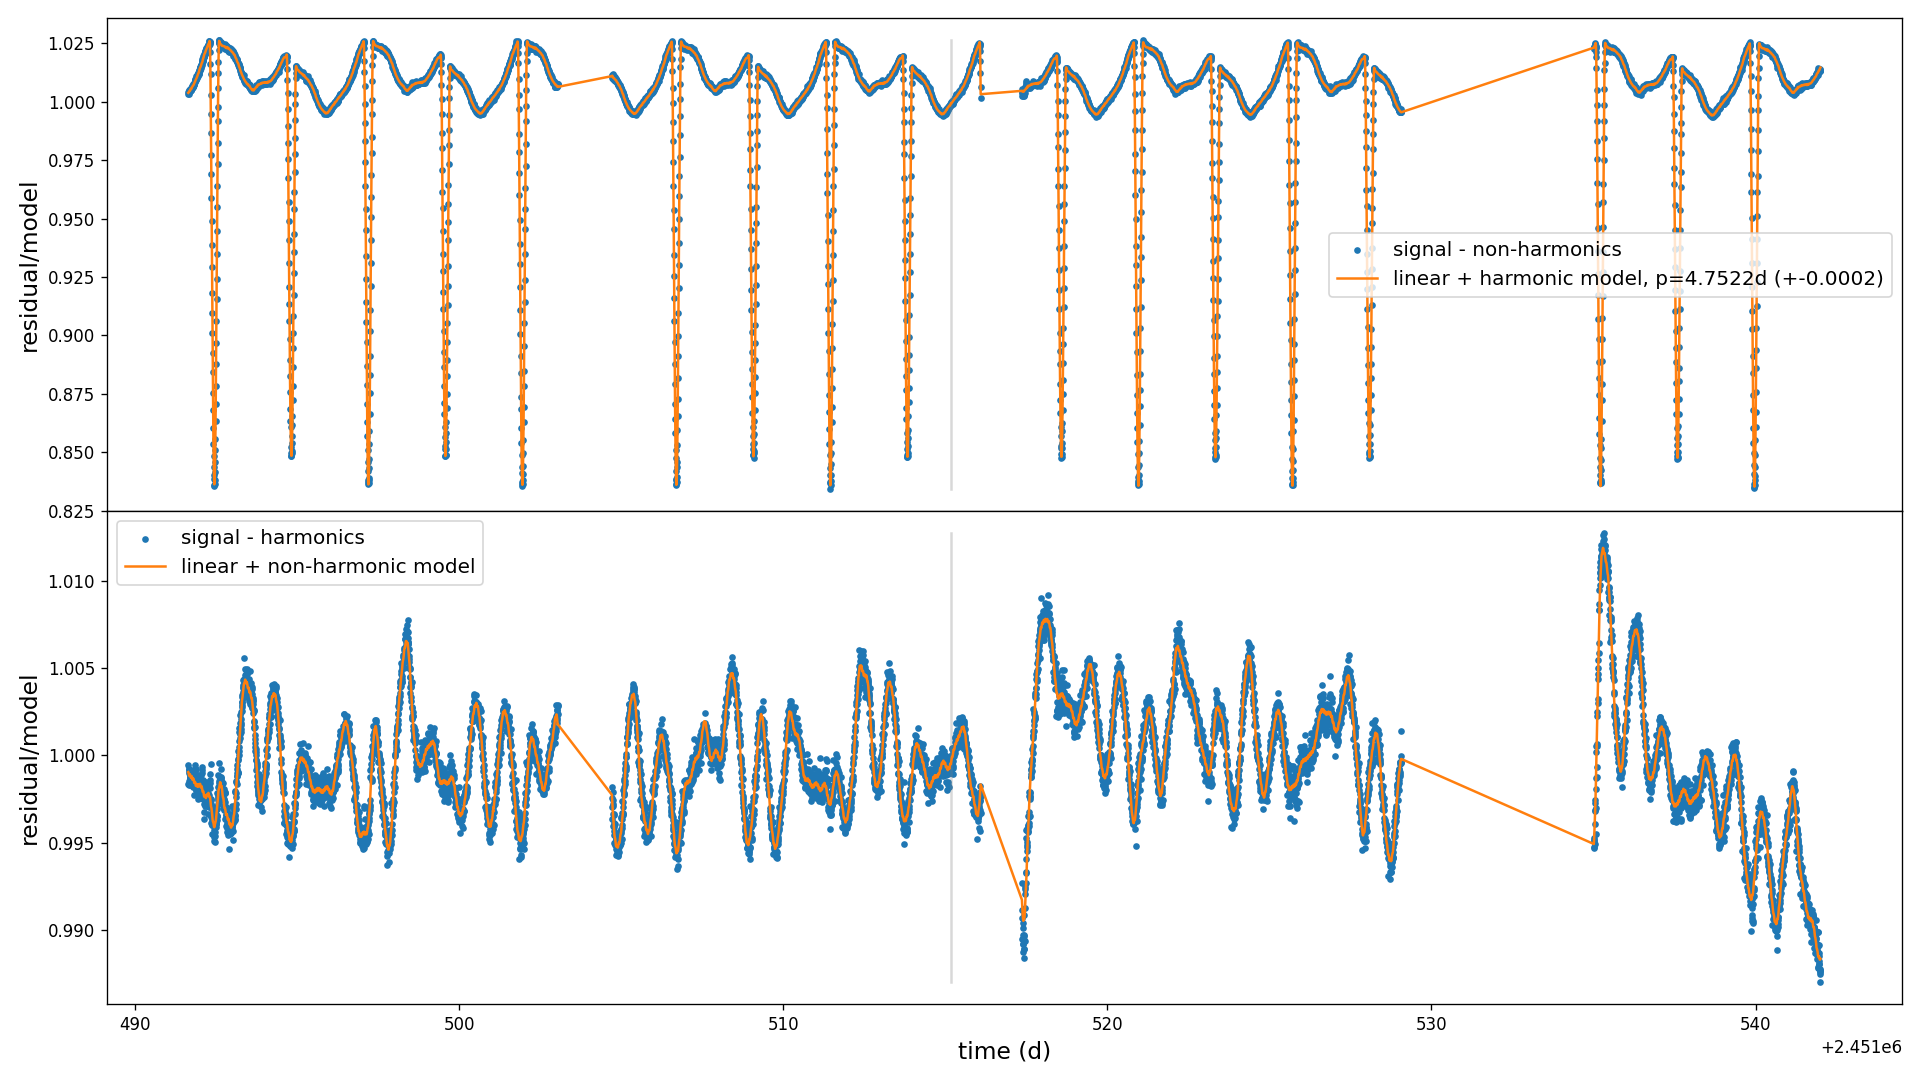 1.025
1.000
0.975
0.950
0.925
0.900
0.875
0.850
0.825
residual/model
signal - non-harmonics
linear + harmonic model, p=4.7522d (+-0.0002)
signal - harmonics
linear + non-harmonic model
1.010
1.005
1.000
0.995
0.990
residual/model
490
500
510
520
530
540
time (d)
+2.451e6